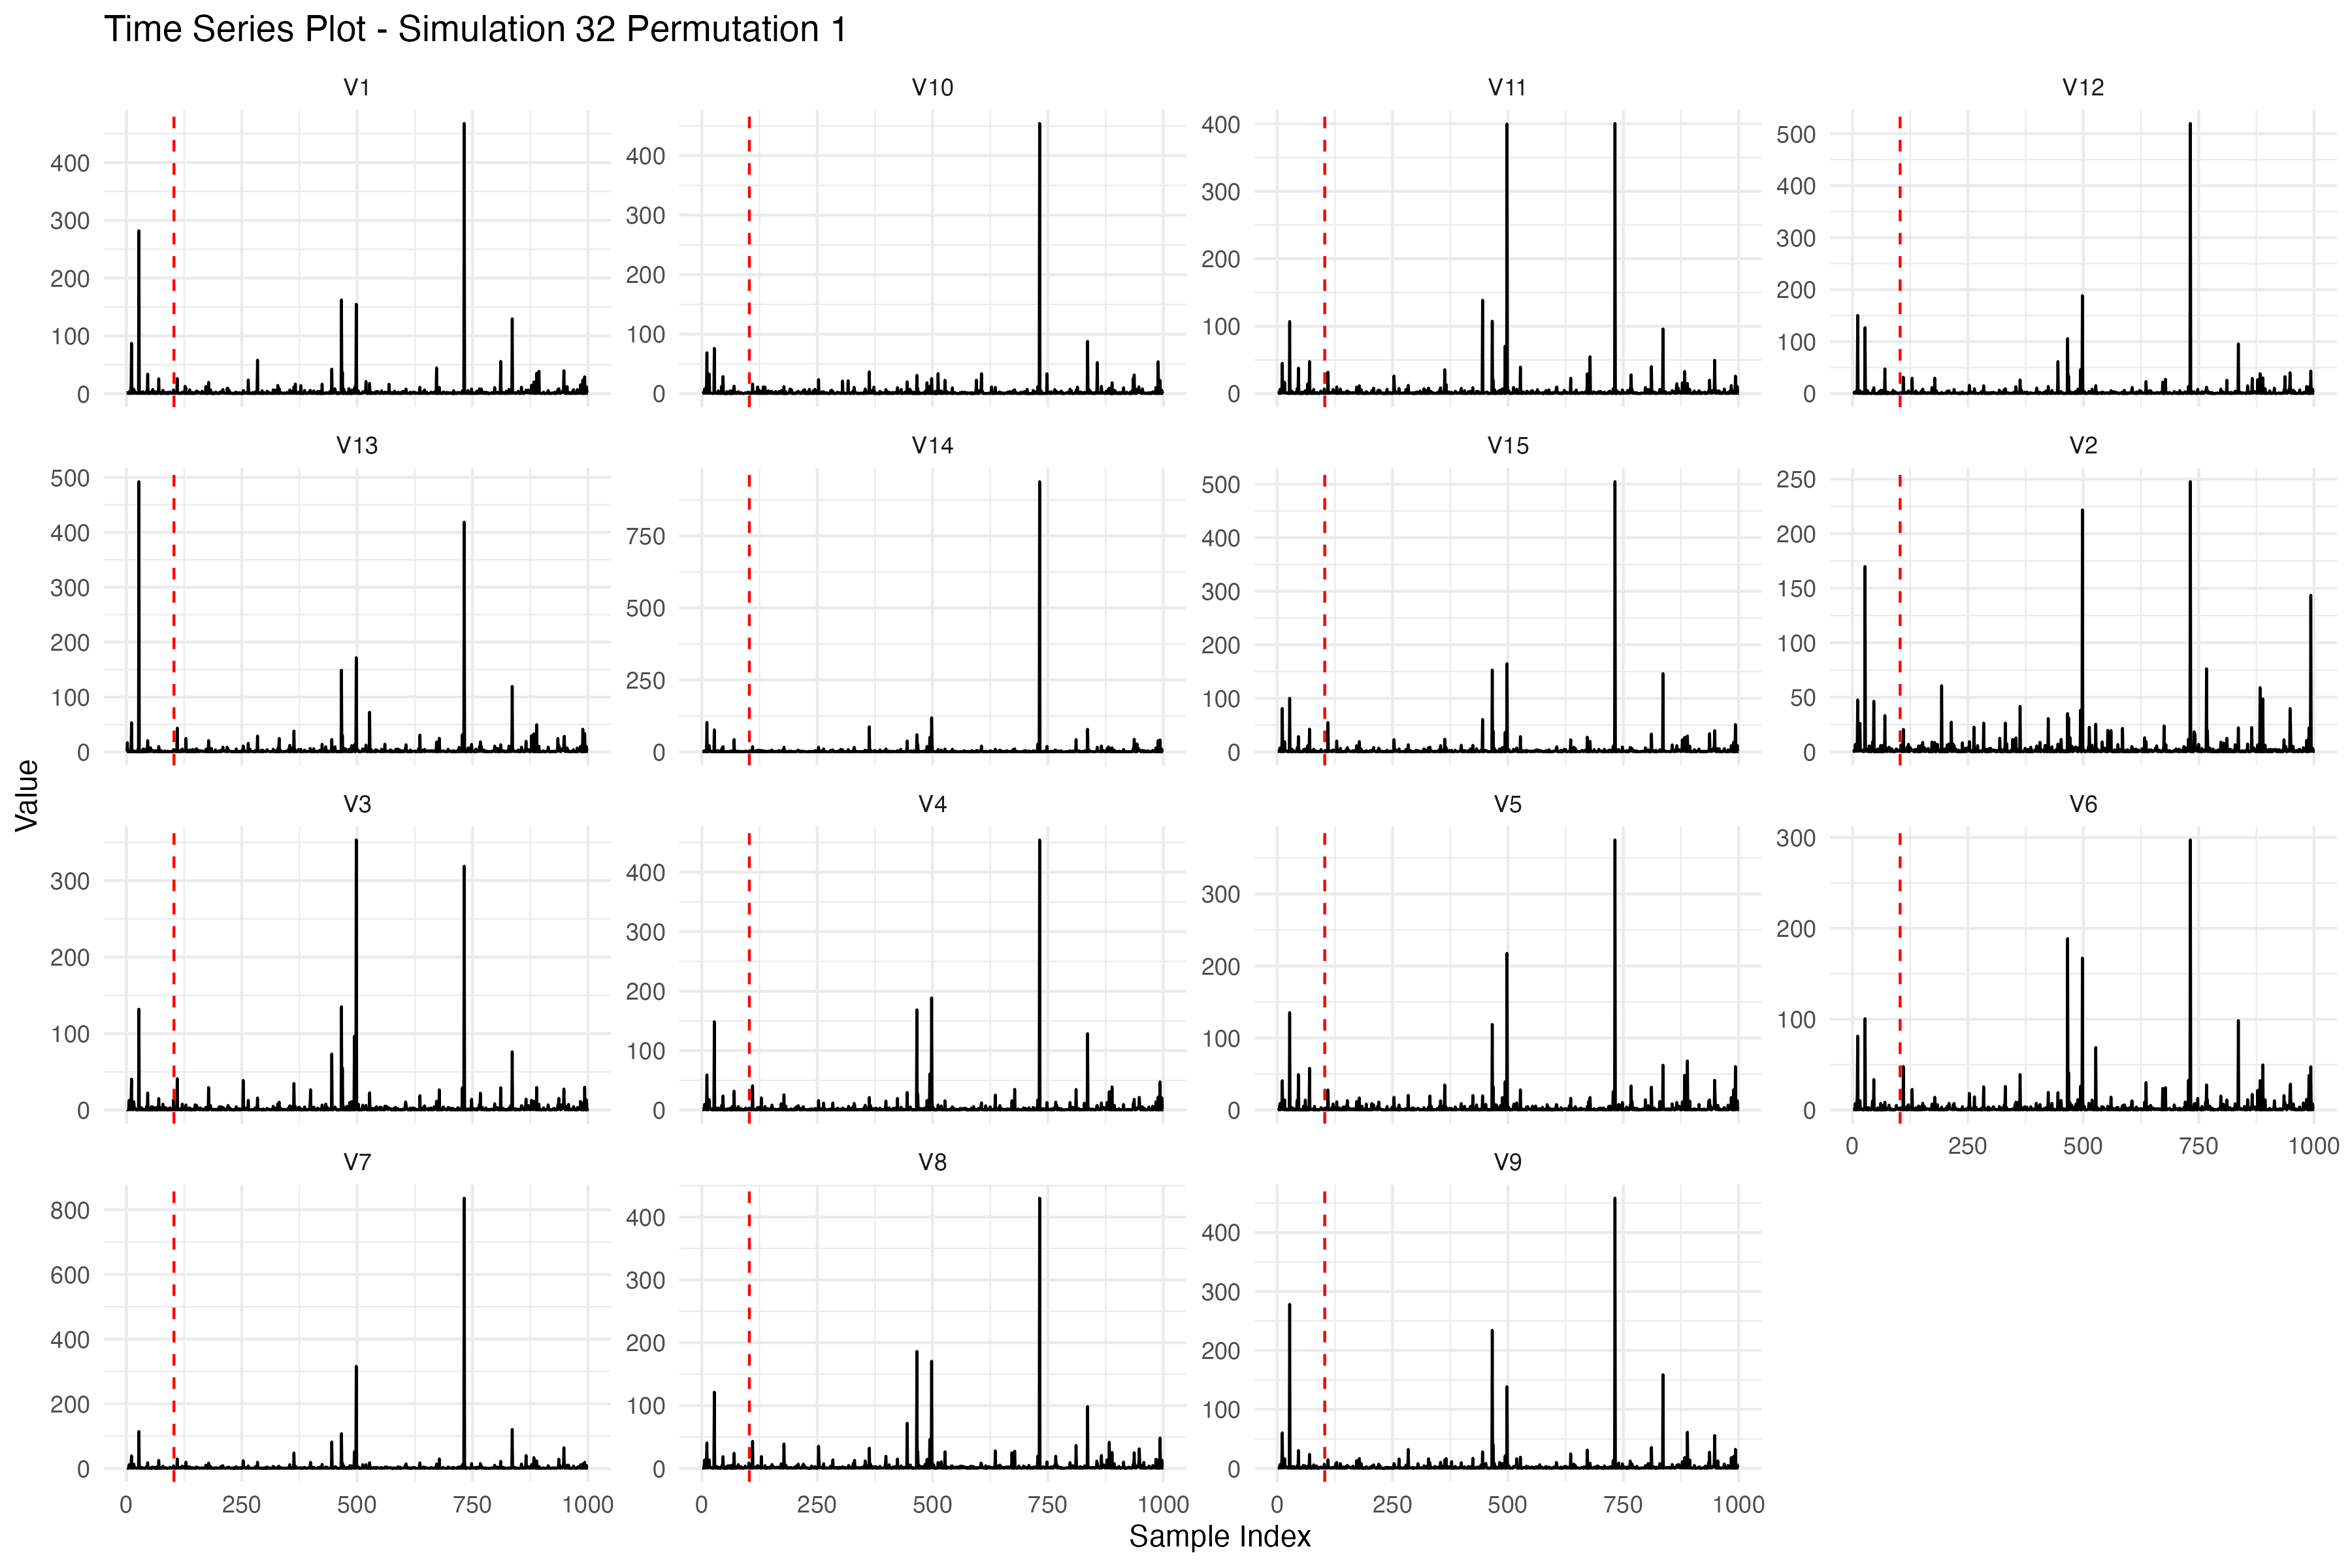 Time Series Plot - Simulation 32 Permutation 1
V1 V10 V11 V12
400 300 200 100 0
400 300 200 100 0
400 300 200 100 0
500 400 300 200 100 0
V13 V14 V15 V2
500 400 300 200 100 0
750 500 250 0
500 400 300 200 100 0
250 200 150 100 50 0
V3 V4 V5 V6
300 200 100 0
400 300 200 100 0
300 200 100 0
300 200 100 0
0 250 500 750 1000
V7 V8 V9
800 600 400 200 0
400 300 200 100 0
400 300 200 100 0
0 250 500 750 1000
0 250 500 750 1000
0 250 500 750 1000
Value
Sample Index